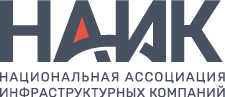 НАИК
НАЦИОНАЛЬНАЯ АССОЦИАЦИЯ
ИНФРАСТРУКТУРНЫХ КОМПАНИЙ